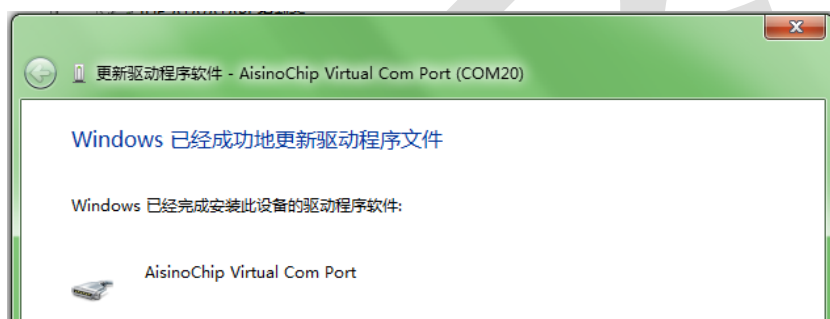 更新驱动程序软件 - AisinoChip Virtual Com Port (COM20)
Windows 已经成功地更新驱动程序文件
Windows 已经完成安装此设备的驱动程序软件:
AisinoChip Virtual Com Port